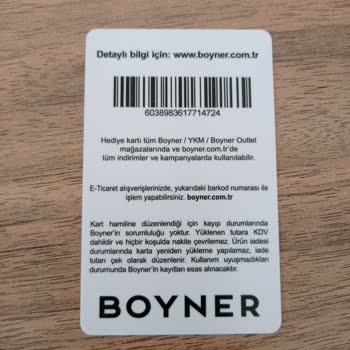 Detaylı bilgi için: www.boyner.com.tr
6038983617714724
Hediye kartı tüm Boyner / YKM / Boyner Outlet
mağazalarında ve boyner.com.tr'de
tüm indirimler ve kampanyalarda kullanılabilir.
E-Ticaret alışverişlerinizde, yukarıdaki barkod numarası ile
işlem yapabilirsiniz. boyner.com.tr
Kart hamiline düzenlendiği için kayıp durumlarında
Boyner'in sorumluluğu yoktur. Yüklenen tutara KDV
dahildir ve hiçbir koşulda nakite çevrilemez. Ürün iadesi
durumlarında karta yeniden yükleme yapılamaz, iade
tutarı çek olarak düzenlenir. Kullanım uyuşmazlıkları
durumunda Boyner'in kayıtları esas alınacaktır.
BOYNER